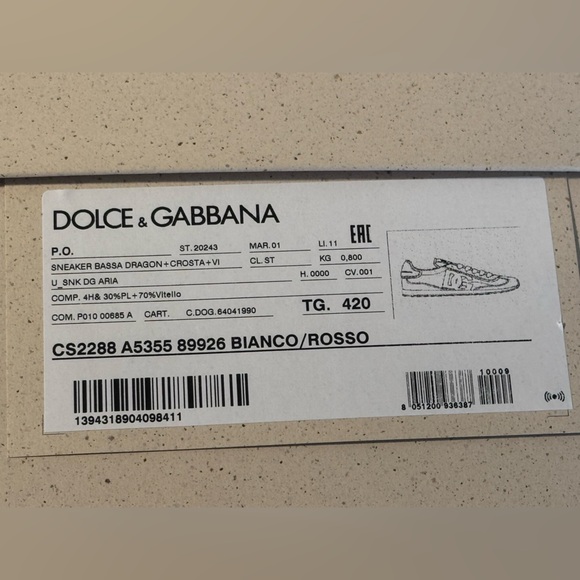 DOLCE & GABBANA
P.O. ST. 20243 MAR. 01 LI. 11 EAC
SNEAKER BASSA DRAGON+CROSTA+VI CL. ST KG 0,800
U_SNK DG ARIA H. 0000 CV. 001
COMP. 4H& 30%PL+70%Vitello
COM. P010 00685 A CART. C.DOG. 64041990 TG. 420
DG
CS2288 A5355 89926 BIANCO/ROSSO
10009
1394318904098411
8 051200 936387